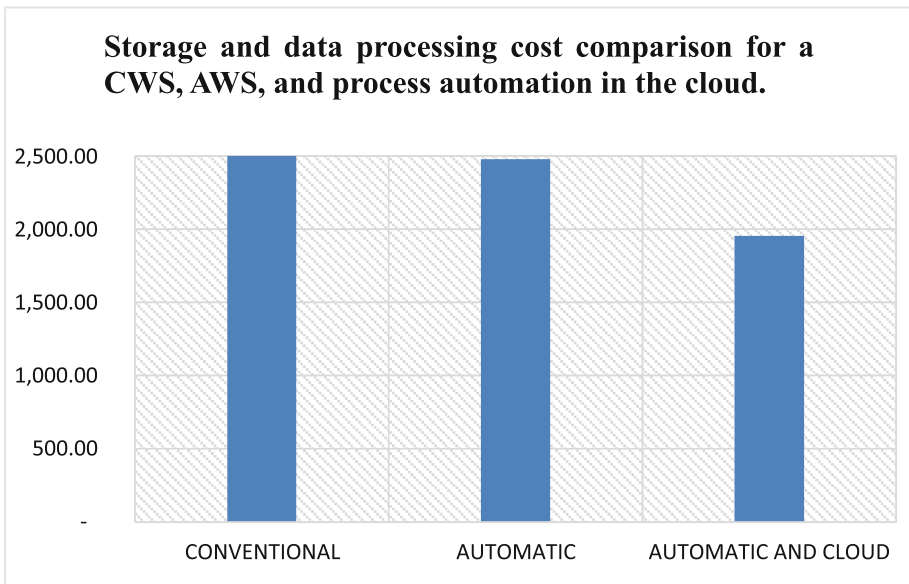 Storage and data processing cost comparison for a
CWS, AWS, and process automation in the cloud.
2,500.00
2,000.00
1,500.00
1,000.00
500.00
-
CONVENTIONAL
AUTOMATIC
AUTOMATIC AND CLOUD